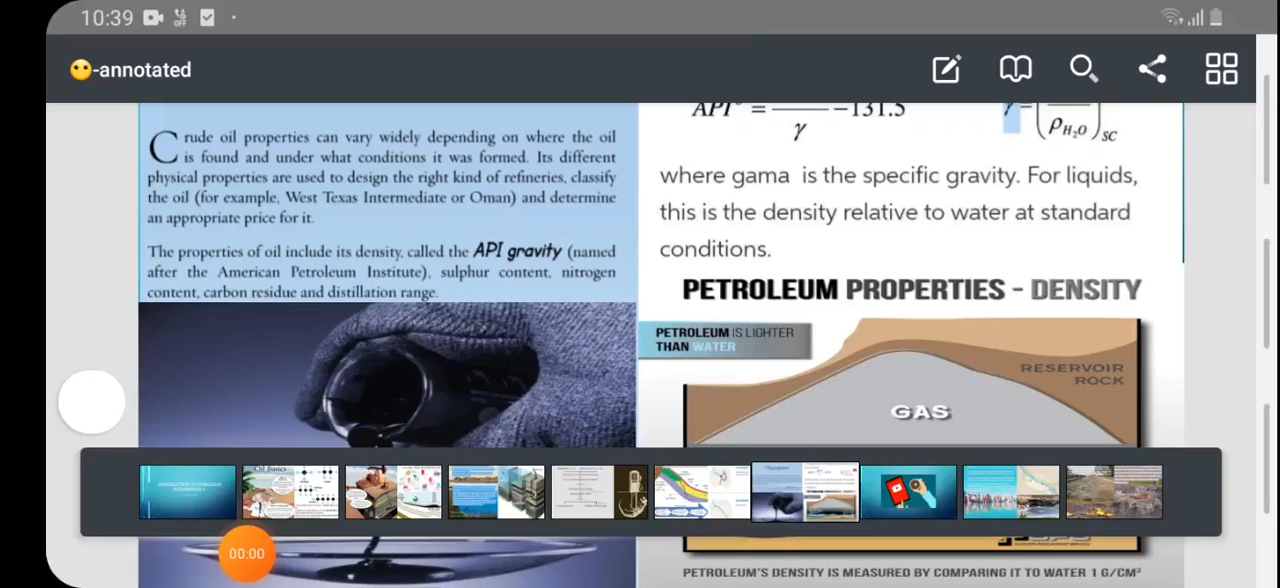 10:39
😶-annotated
Crude oil properties can vary widely depending on where the oil
is found and under what conditions it was formed. Its different
physical properties are used to design the right kind of refineries, classify
the oil (for example, West Texas Intermediate or Oman) and determine
an appropriate price for it.
The properties of oil include its density, called the API gravity (named
after the American Petroleum Institute), sulphur content, nitrogen
content, carbon residue and distillation range.
API° = γ −131.5
γ = ( ρH₂O )SC
where gama is the specific gravity. For liquids,
this is the density relative to water at standard
conditions.
PETROLEUM PROPERTIES - DENSITY
PETROLEUM IS LIGHTER
THAN WATER
RESERVOIR
ROCK
GAS
Oil Basics
00:00
PETROLEUM'S DENSITY IS MEASURED BY COMPARING IT TO WATER 1 G/CM³